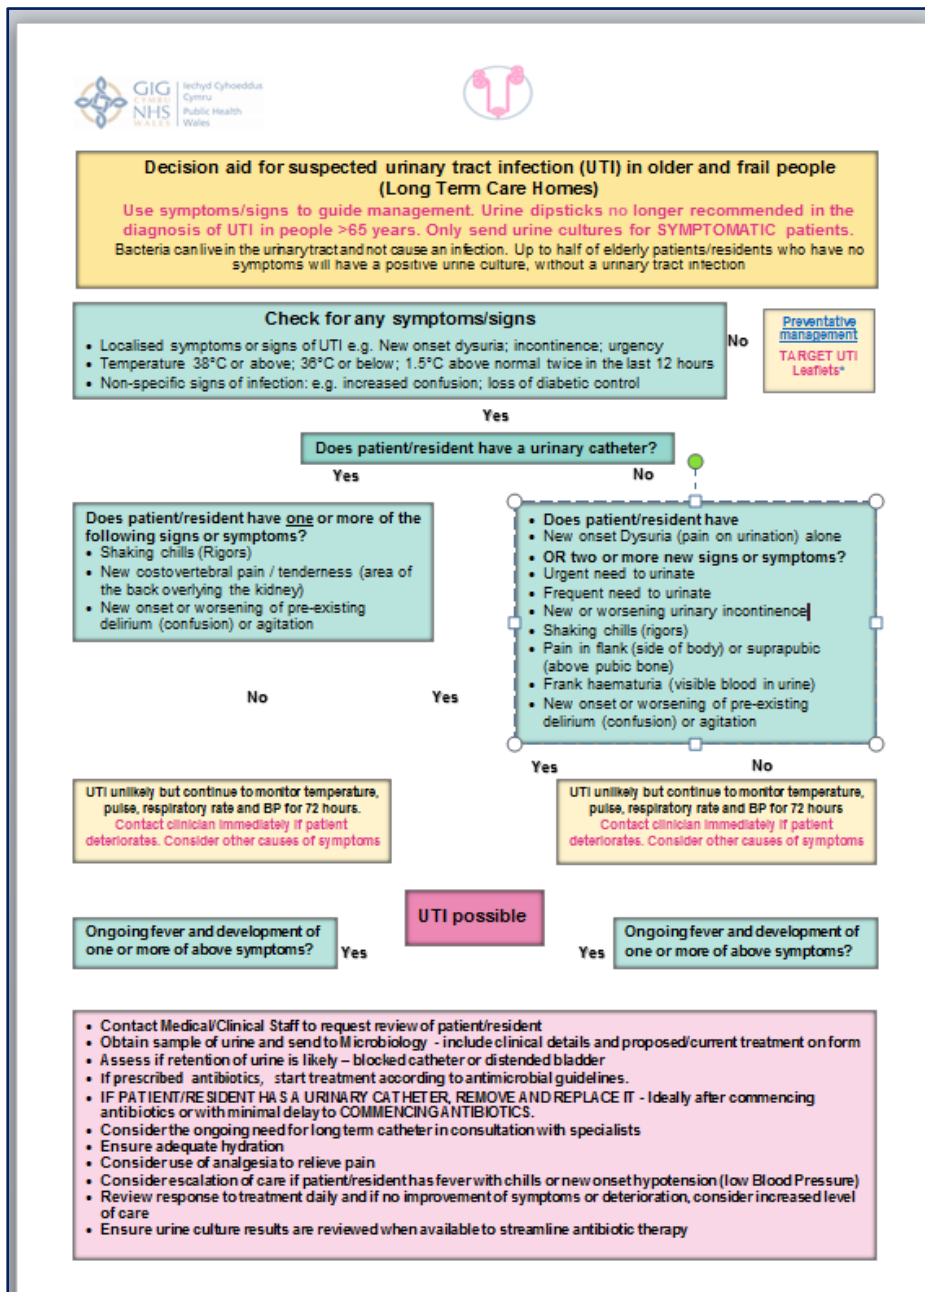 GIG
CYMRU
NHS
WALES
Iechyd Cyhoeddus
Cymru
Public Health
Wales
Decision aid for suspected urinary tract infection (UTI) in older and frail people
(Long Term Care Homes)
Use symptoms/signs to guide management. Urine dipsticks no longer recommended in the
diagnosis of UTI in people >65 years. Only send urine cultures for SYMPTOMATIC patients.
Bacteria can live in the urinary tract and not cause an infection. Up to half of elderly patients/residents who have no
symptoms will have a positive urine culture, without a urinary tract infection
Check for any symptoms/signs
• Localised symptoms or signs of UTI e.g. New onset dysuria; incontinence; urgency
• Temperature 38°C or above; 36°C or below; 1.5°C above normal twice in the last 12 hours
• Non-specific signs of infection: e.g. increased confusion; loss of diabetic control
No
Preventative
management
TARGET UTI
Leaflets*
Yes
Does patient/resident have a urinary catheter?
Yes
No
Does patient/resident have one or more of the
following signs or symptoms?
• Shaking chills (Rigors)
• New costovertebral pain / tenderness (area of
the back overlying the kidney)
• New onset or worsening of pre-existing
delirium (confusion) or agitation
• Does patient/resident have
• New onset Dysuria (pain on urination) alone
• OR two or more new signs or symptoms?
• Urgent need to urinate
• Frequent need to urinate
• New or worsening urinary incontinence
• Shaking chills (rigors)
• Pain in flank (side of body) or suprapubic
(above pubic bone)
• Frank haematuria (visible blood in urine)
• New onset or worsening of pre-existing
delirium (confusion) or agitation
No
Yes
Yes
No
UTI unlikely but continue to monitor temperature,
pulse, respiratory rate and BP for 72 hours.
Contact clinician immediately if patient
deteriorates. Consider other causes of symptoms
UTI unlikely but continue to monitor temperature,
pulse, respiratory rate and BP for 72 hours
Contact clinician immediately if patient
deteriorates. Consider other causes of symptoms
UTI possible
Ongoing fever and development of
one or more of above symptoms?
Yes
Yes
Ongoing fever and development of
one or more of above symptoms?
• Contact Medical/Clinical Staff to request review of patient/resident
• Obtain sample of urine and send to Microbiology - include clinical details and proposed/current treatment on form
• Assess if retention of urine is likely – blocked catheter or distended bladder
• If prescribed antibiotics, start treatment according to antimicrobial guidelines.
• IF PATIENT/RESIDENT HAS A URINARY CATHETER, REMOVE AND REPLACE IT - Ideally after commencing
antibiotics or with minimal delay to COMMENCING ANTIBIOTICS.
• Consider the ongoing need for long term catheter in consultation with specialists
• Ensure adequate hydration
• Consider use of analgesia to relieve pain
• Consider escalation of care if patient/resident has fever with chills or new onset hypotension (low Blood Pressure)
• Review response to treatment daily and if no improvement of symptoms or deterioration, consider increased level
of care
• Ensure urine culture results are reviewed when available to streamline antibiotic therapy